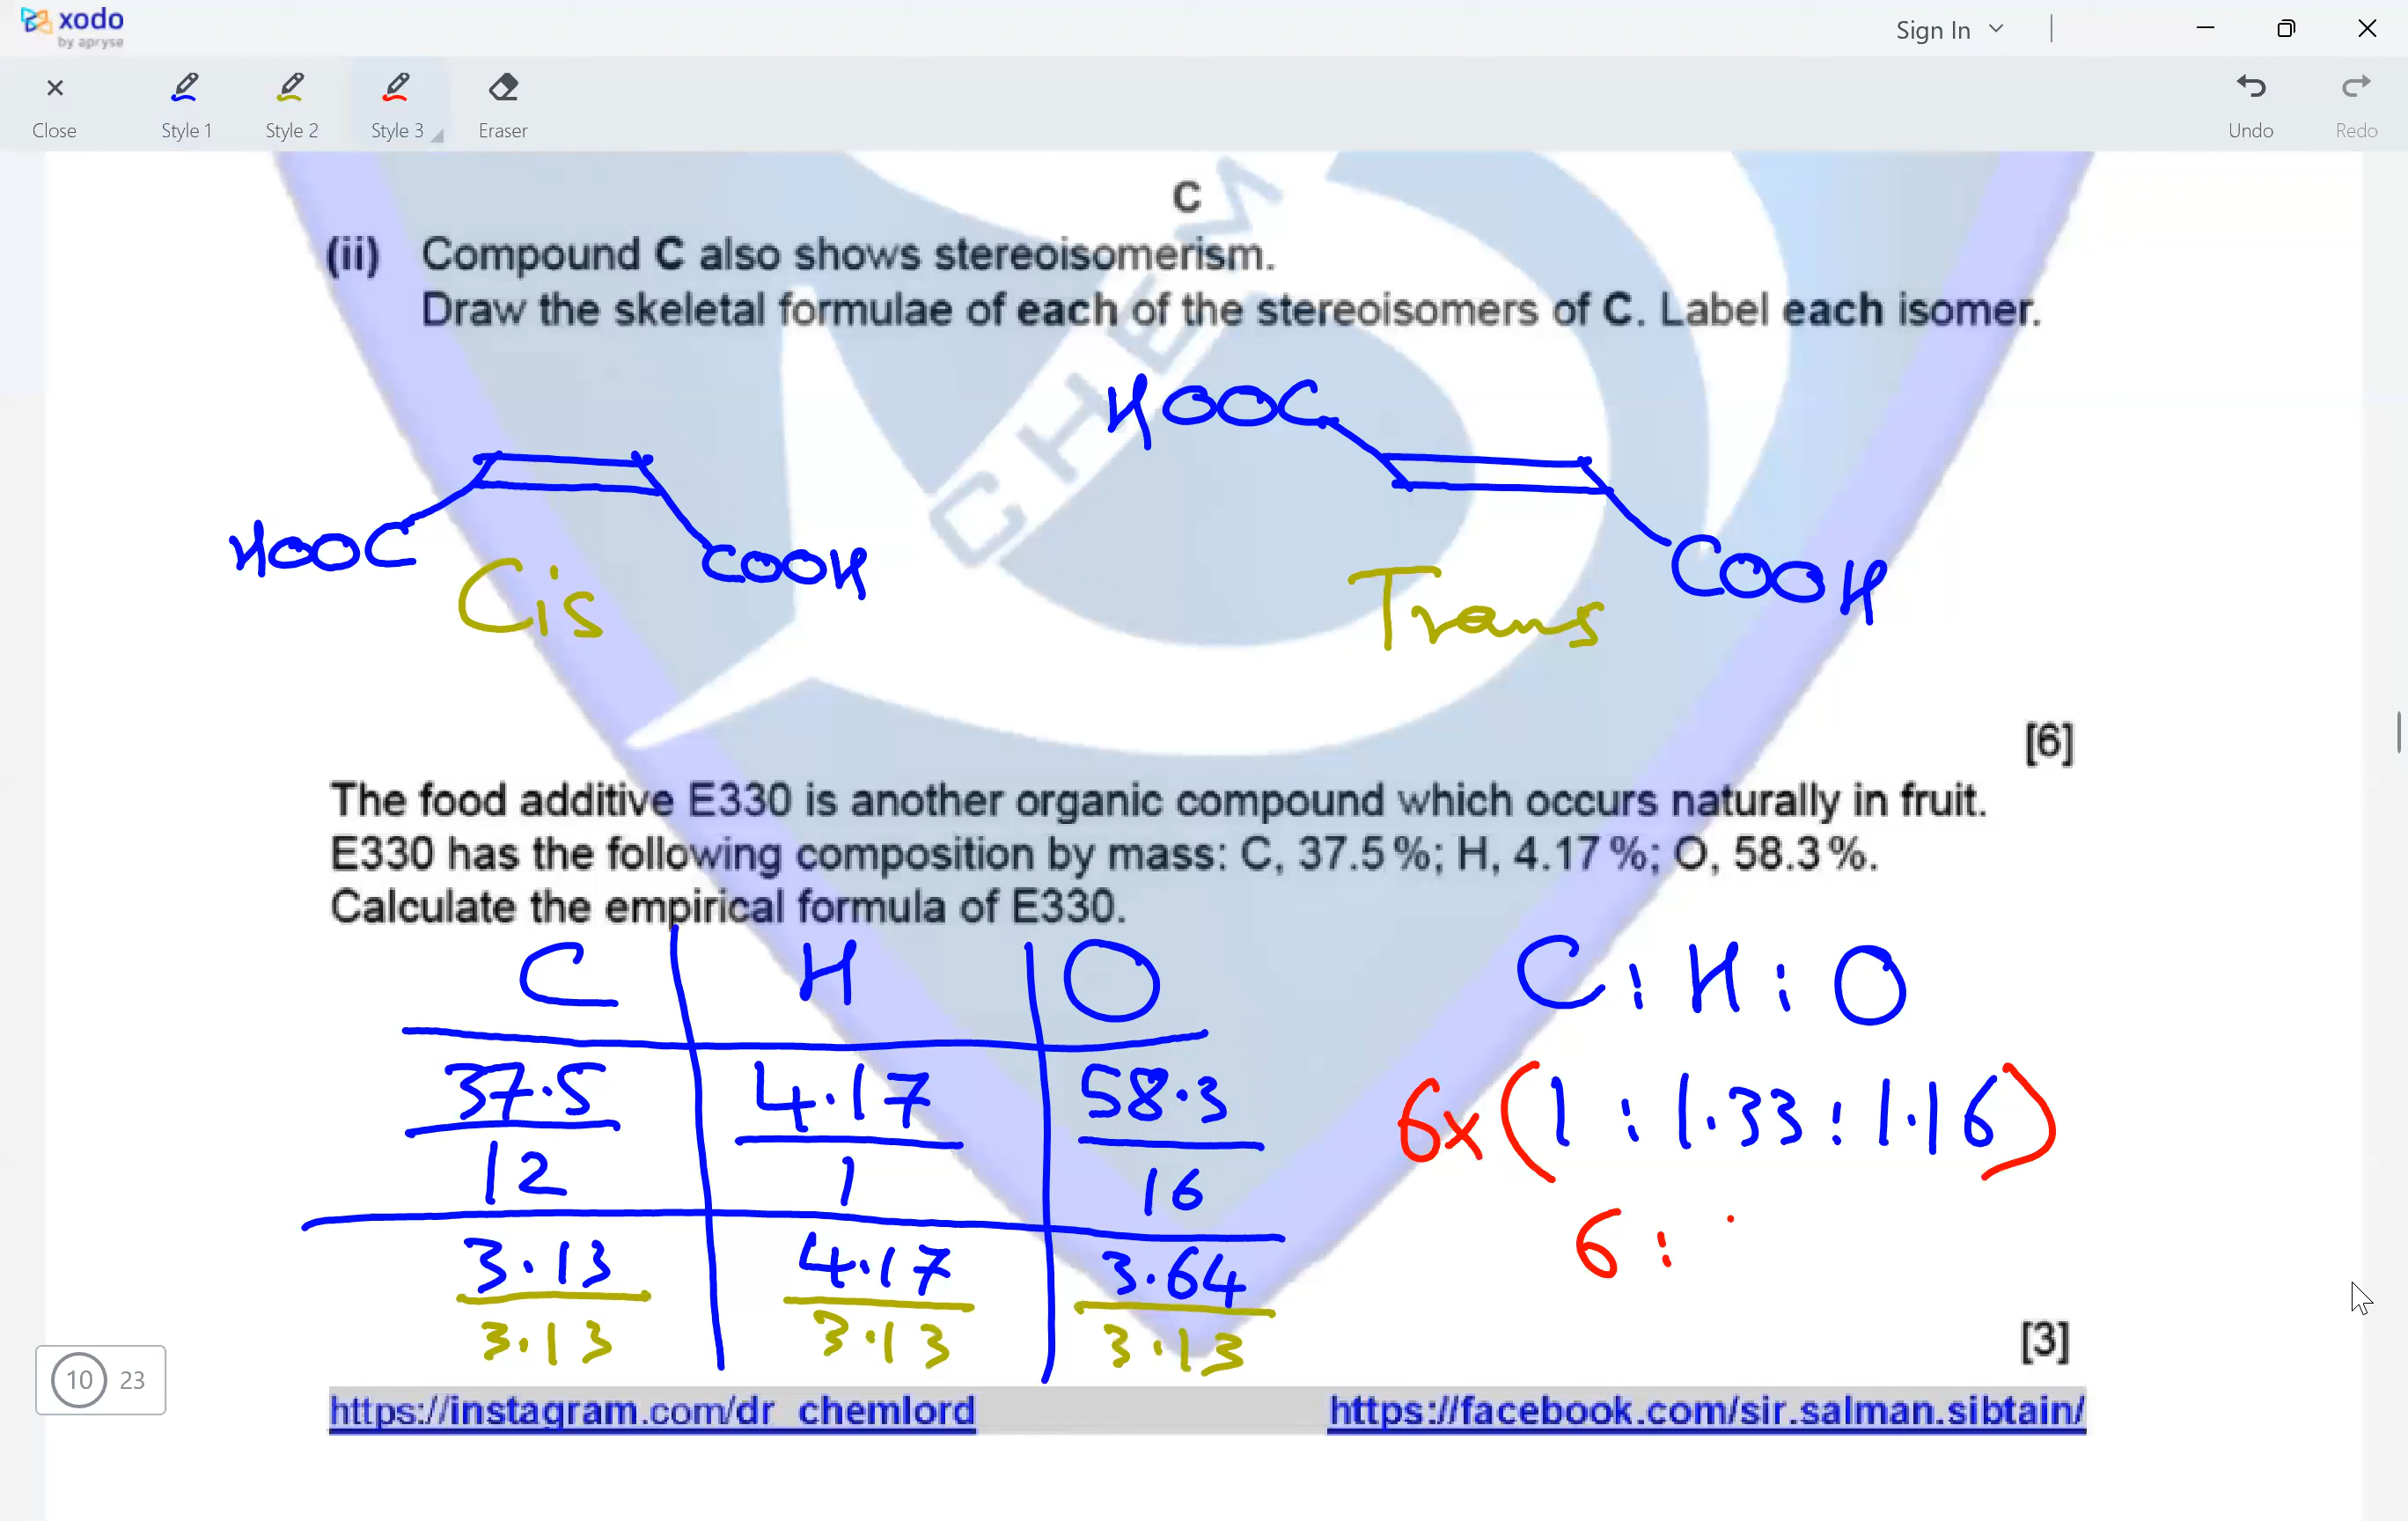 xodo
by apryse
Sign In
Close
Style 1
Style 2
Style 3
Eraser
Undo
Redo
CHEM
C
(ii) Compound C also shows stereoisomerism.
Draw the skeletal formulae of each of the stereoisomers of C. Label each isomer.
HOOC COOH
Cis
HOOC COOH
Trans
[6]
The food additive E330 is another organic compound which occurs naturally in fruit.
E330 has the following composition by mass: C, 37.5 %; H, 4.17 %; O, 58.3 %.
Calculate the empirical formula of E330.
C H O
37.5 4.17 58.3
12 1 16
3.13 4.17 3.64
3.13 3.13 3.13
C : H : O
6x (1 : 1.33 : 1.16)
6 :
[3]
10 23
https://instagram.com/dr_chemlord
https://facebook.com/sir.salman.sibtain/